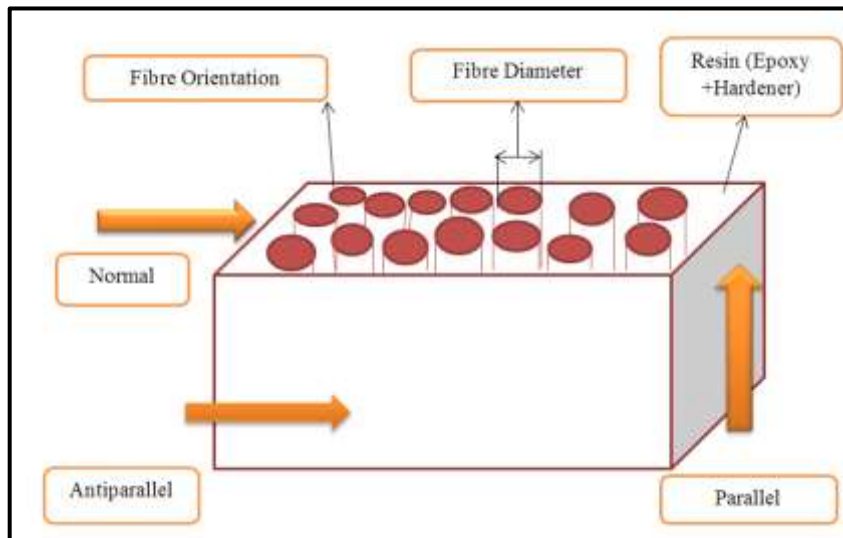 Fibre Orientation
Fibre Diameter
Resin (Epoxy
+Hardener)
Normal
Antiparallel
Parallel